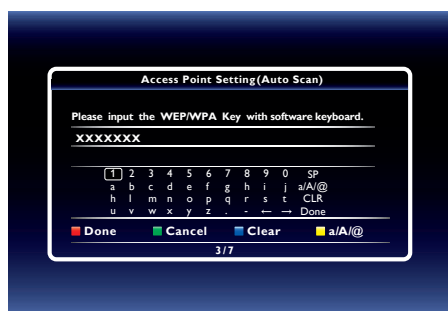 Access Point Setting(Auto Scan)
Please input the WEP/WPA Key with software keyboard.
xxxxxxx
1 2 3 4 5 6 7 8 9 0 SP
a b c d e f g h i j a/A/@
h l m n o p q r s t CLR
u v w x y z . - ← → Done
Done Cancel Clear a/A/@
3/7